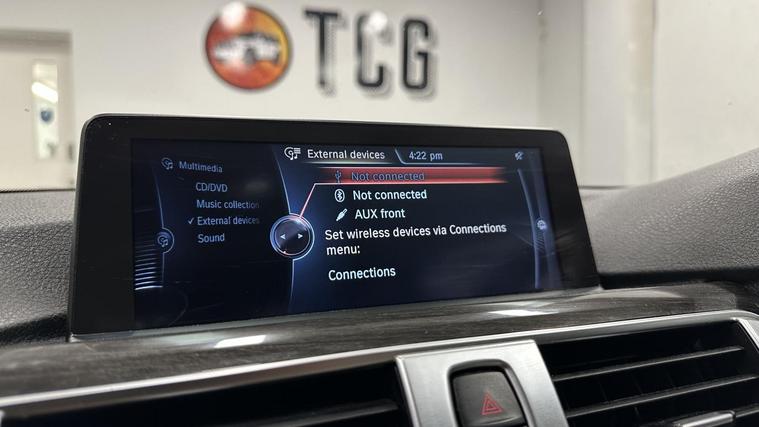 TCG
External devices
4:22 pm
Multimedia
CD/DVD
Music collection
External devices
Sound
Not connected
Not connected
AUX front
Set wireless devices via Connections
menu:
Connections